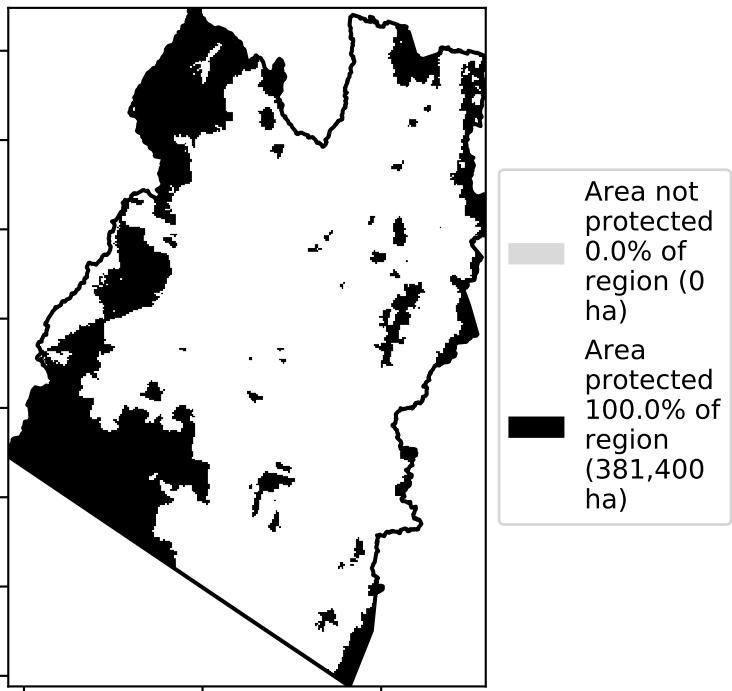 Area not
protected
0.0% of
region (0
ha)
Area
protected
100.0% of
region
(381,400
ha)